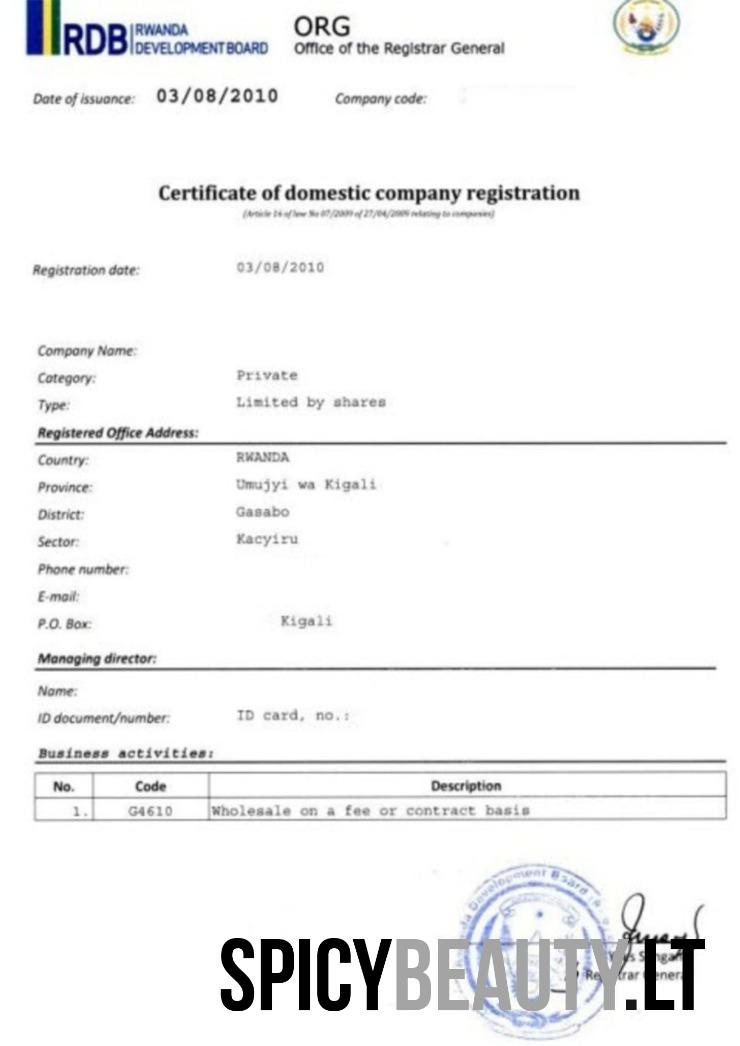 RDB RWANDA
DEVELOPMENT BOARD
ORG
Office of the Registrar General
Date of issuance: 03/08/2010 Company code:
Certificate of domestic company registration
(Article 16 of law No 07/2009 of 27/04/2009 relating to companies)
Registration date: 03/08/2010
Company Name:
Category: Private
Type: Limited by shares
Registered Office Address:
Country: RWANDA
Province: Umujyi wa Kigali
District: Gasabo
Sector: Kacyiru
Phone number:
E-mail:
P.O. Box: Kigali
Managing director:
Name:
ID document/number: ID card, no.:
Business activities:
No. Code Description
1. G4610 Wholesale on a fee or contract basis
Development Board
Registrar General
SPICYBEAUTY.LT